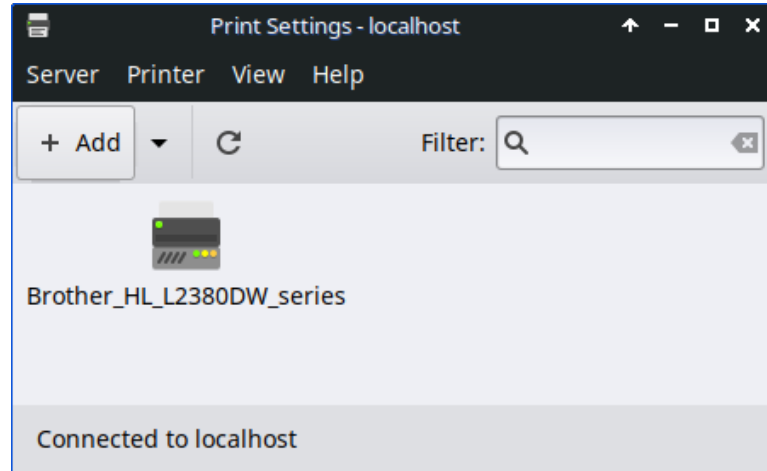 Print Settings - localhost
Server Printer View Help
+ Add Filter:
Brother_HL_L2380DW_series
Connected to localhost